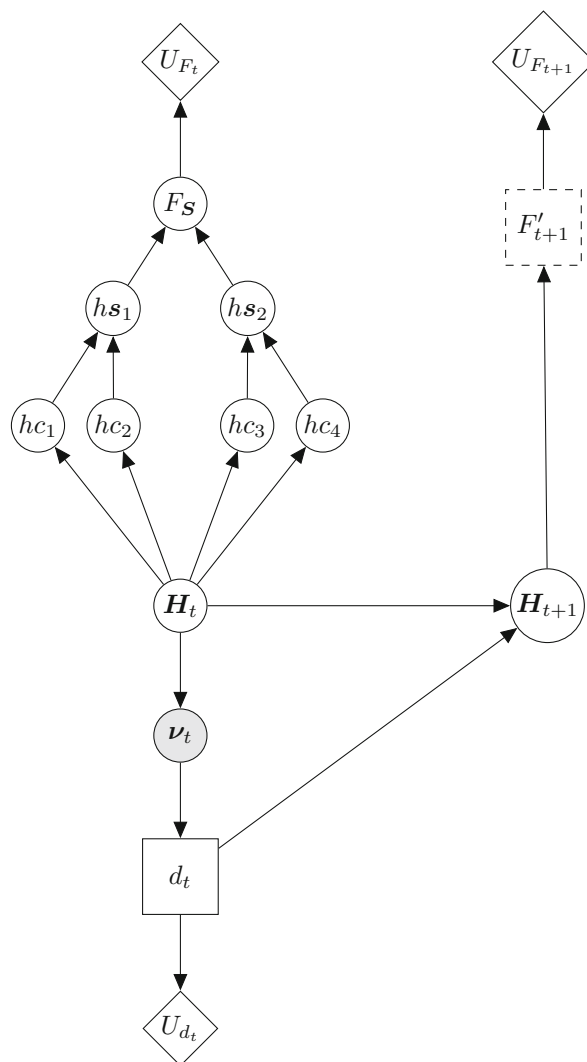 U_{F_t}
U_{F_{t+1}}
F_𝑺
F'_{t+1}
h𝒔_1
h𝒔_2
hc_1
hc_2
hc_3
hc_4
𝑯_t
𝑯_{t+1}
𝝂_t
d_t
U_{d_t}